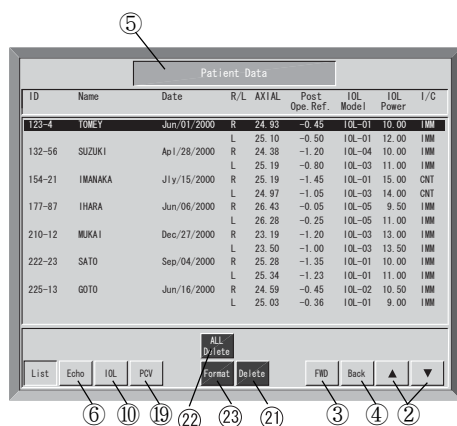 ⑤
Patient Data
ID Name Date R/L AXIAL Post Ope.Ref. IOL Model IOL Power I/C
123-4 TOMEY Jun/01/2000 R 24.93 -0.45 IOL-01 10.00 IMM
L 25.10 -0.50 IOL-01 12.00 IMM
132-56 SUZUKI Apl/28/2000 R 24.38 -1.20 IOL-04 10.00 IMM
L 25.19 -0.80 IOL-03 11.00 IMM
154-21 IMANAKA Jly/15/2000 R 25.19 -1.45 IOL-01 15.00 CNT
L 24.97 -1.05 IOL-03 14.00 CNT
177-87 IHARA Jun/06/2000 R 26.43 -0.05 IOL-05 9.50 IMM
L 26.28 -0.25 IOL-05 11.00 IMM
210-12 MUKAI Dec/27/2000 R 23.19 -1.20 IOL-03 13.00 IMM
L 23.50 -1.00 IOL-03 13.50 IMM
222-23 SATO Sep/04/2000 R 25.28 -1.35 IOL-01 10.00 IMM
L 25.34 -1.23 IOL-01 11.00 IMM
225-13 GOTO Jun/16/2000 R 24.59 -0.45 IOL-02 10.50 IMM
L 25.03 -0.36 IOL-01 9.00 IMM
ALL Delete
List Echo IOL PCV Format Delete FWD Back ▲ ▼
⑥ ⑩ ⑲ ㉒ ㉓ ㉑ ③ ④ ②